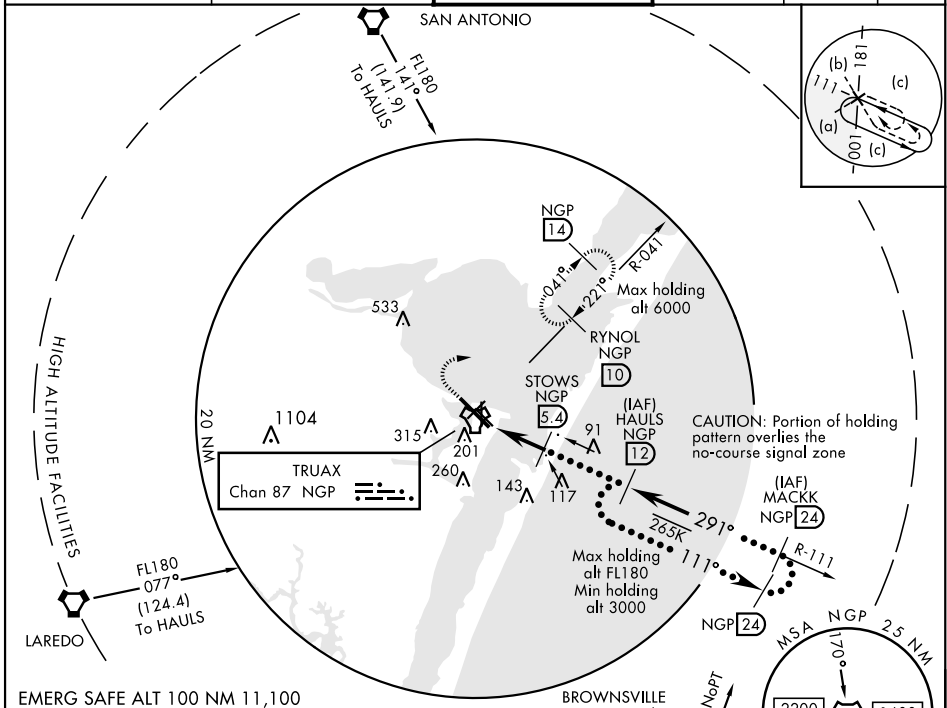 SAN ANTONIO
FL180
141°
(141.9)
To HAULS
181
(b)
(c)
111
(a)
001
(c)
NGP
14
R-041
041°
221°
Max holding
alt 6000
533
RYNOL
NGP
10
STOWS
NGP
5.4
HIGH ALTITUDE FACILITIES
20 NM
1104
315
201
91
(IAF)
HAULS
NGP
12
CAUTION: Portion of holding
pattern overlies the
no-course signal zone
TRUAX
Chan 87 NGP
260
143
117
(IAF)
MACKK
NGP 24
291°
265K
111°
R-111
Max holding
alt FL180
Min holding
alt 3000
FL180
077°
(124.4)
To HAULS
LAREDO
NGP 24
MSA NGP 25 NM
170°
NoPT
EMERG SAFE ALT 100 NM 11,100
BROWNSVILLE